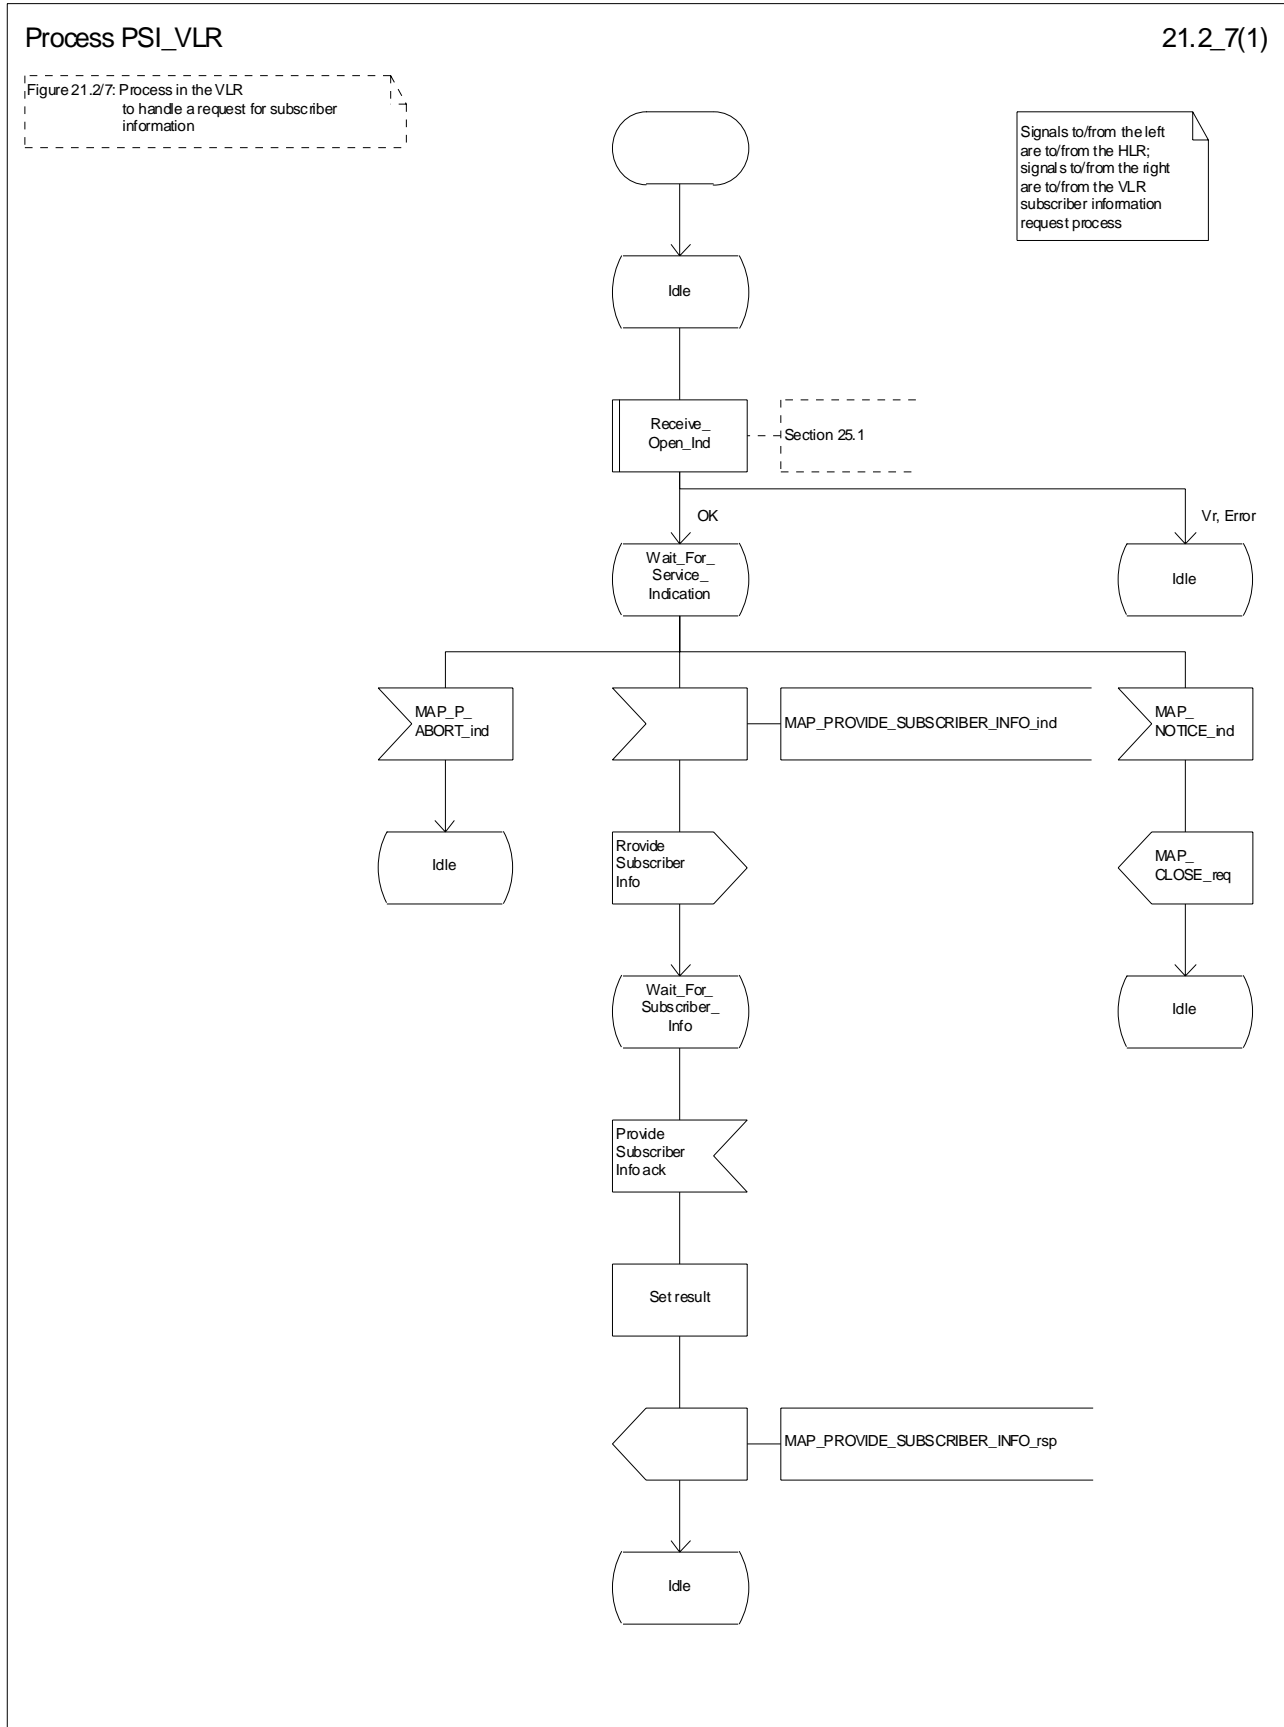 Process PSI_VLR
21.2_7(1)
Figure 21.2/7: Process in the VLR
to handle a request for subscriber
information
Signals to/from the left
are to/from the HLR;
signals to/from the right
are to/from the VLR
subscriber information
request process
Idle
Receive_
Open_Ind
Section 25.1
OK
Vr, Error
Wait_For_
Service_
Indication
Idle
MAP_P_
ABORT_ind
MAP_PROVIDE_SUBSCRIBER_INFO_ind
MAP_
NOTICE_ind
Idle
Rrovide
Subscriber
Info
MAP_
CLOSE_req
Wait_For_
Subscriber_
Info
Idle
Provide
Subscriber
Info ack
Set result
MAP_PROVIDE_SUBSCRIBER_INFO_rsp
Idle